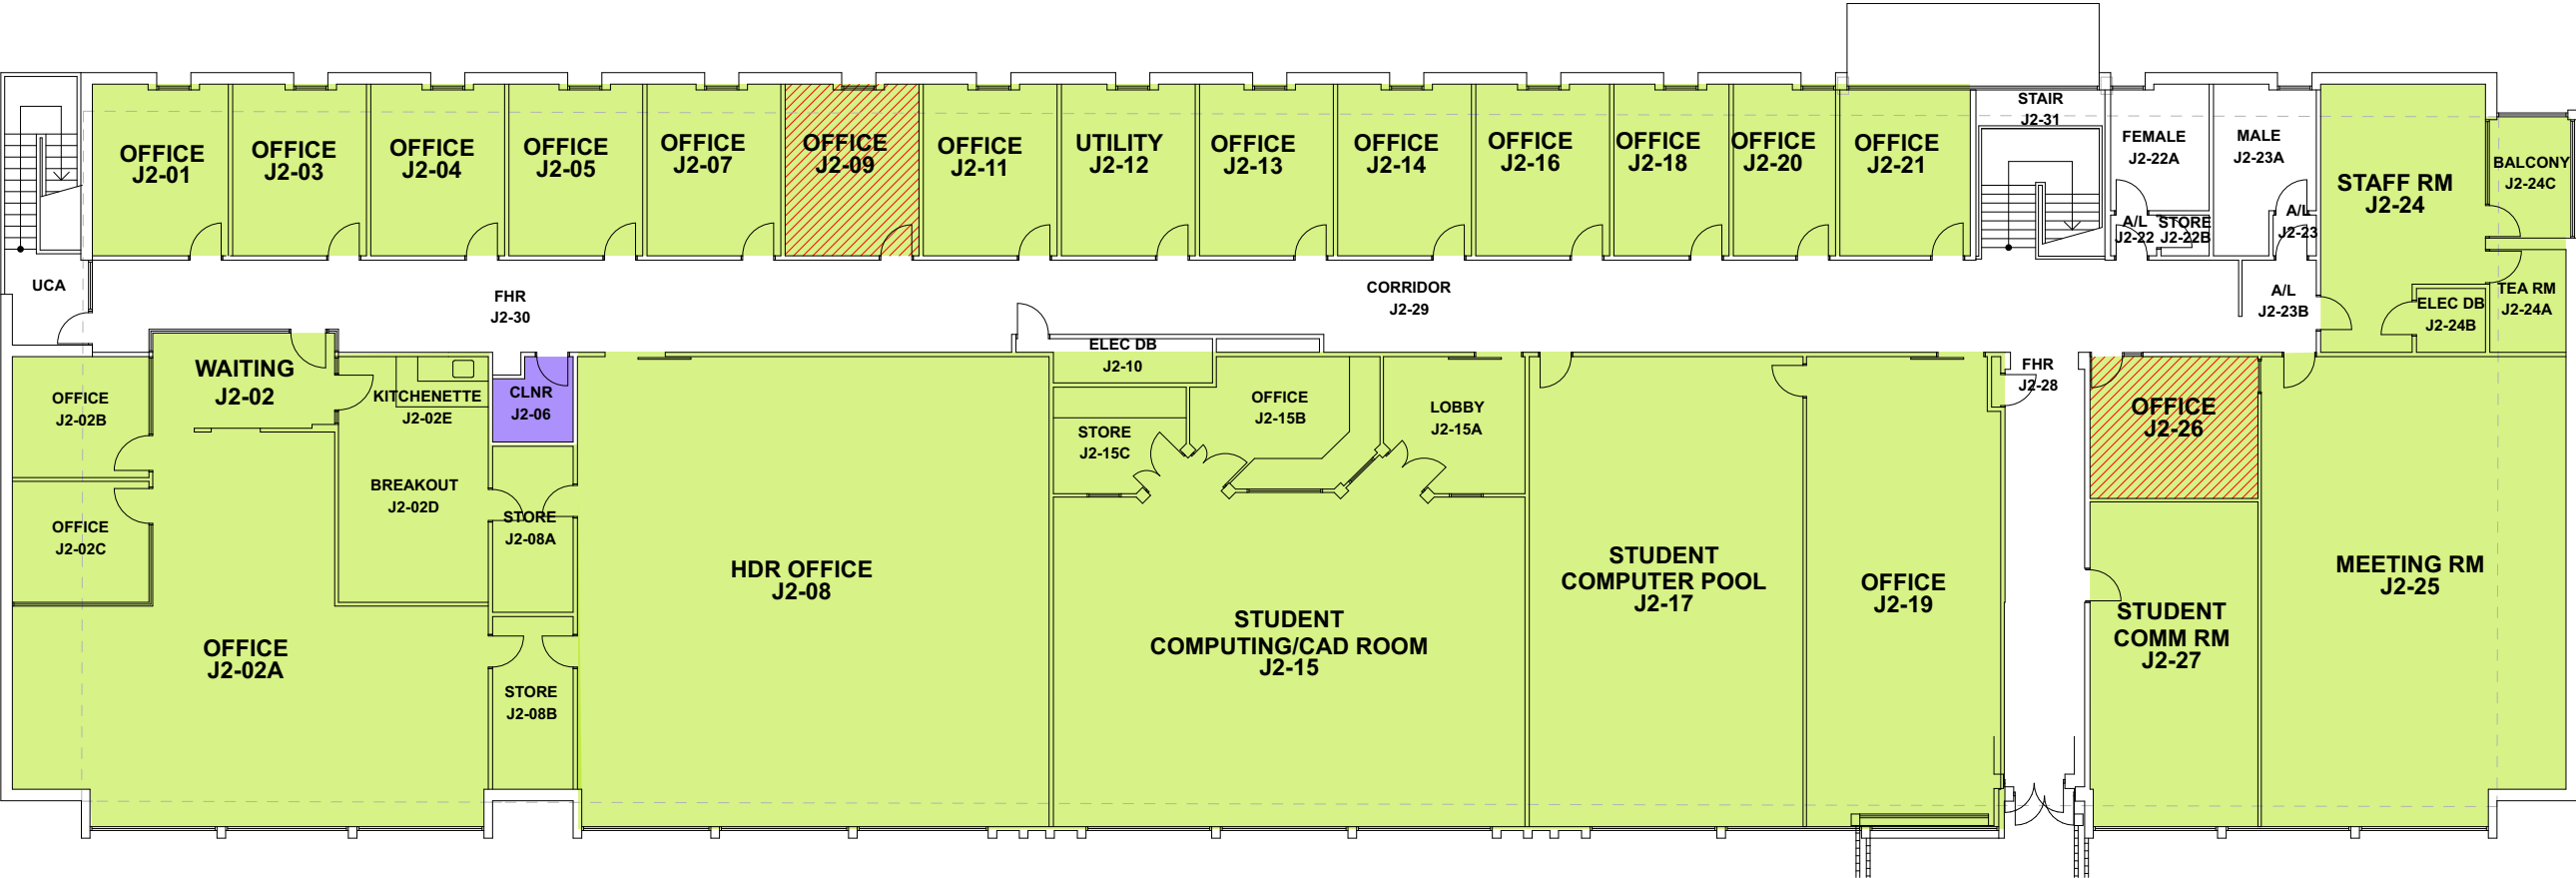 OFFICE
J2-01
OFFICE
J2-03
OFFICE
J2-04
OFFICE
J2-05
OFFICE
J2-07
OFFICE
J2-09
OFFICE
J2-11
UTILITY
J2-12
OFFICE
J2-13
OFFICE
J2-14
OFFICE
J2-16
OFFICE
J2-18
OFFICE
J2-20
OFFICE
J2-21
STAIR
J2-31
FEMALE
J2-22A
MALE
J2-23A
A/L
J2-22
STORE
J2-22B
A/L
J2-23
STAFF RM
J2-24
BALCONY
J2-24C
UCA
FHR
J2-30
CORRIDOR
J2-29
A/L
J2-23B
ELEC DB
J2-24B
TEA RM
J2-24A
WAITING
J2-02
OFFICE
J2-02B
KITCHENETTE
J2-02E
CLNR
J2-06
ELEC DB
J2-10
OFFICE
J2-15B
LOBBY
J2-15A
STORE
J2-15C
FHR
J2-28
OFFICE
J2-26
OFFICE
J2-02C
BREAKOUT
J2-02D
STORE
J2-08A
HDR OFFICE
J2-08
STUDENT
COMPUTER POOL
J2-17
OFFICE
J2-19
MEETING RM
J2-25
OFFICE
J2-02A
STORE
J2-08B
STUDENT
COMPUTING/CAD ROOM
J2-15
STUDENT
COMM RM
J2-27